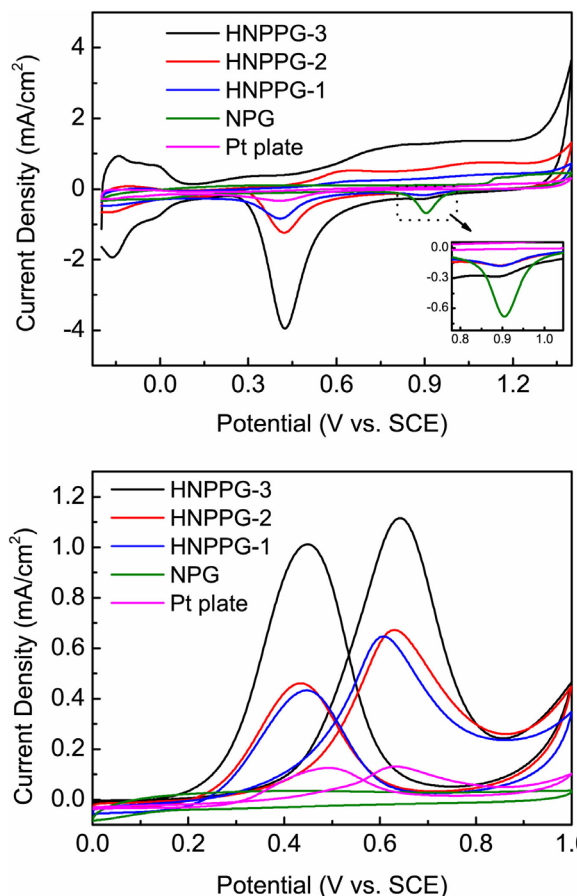 HNPPG-3
HNPPG-2
HNPPG-1
NPG
Pt plate
Current Density (mA/cm²)
4
2
0
-2
-4
0.0
-0.3
-0.6
0.8 0.9 1.0
0.0 0.3 0.6 0.9 1.2
Potential (V vs. SCE)
HNPPG-3
HNPPG-2
HNPPG-1
NPG
Pt plate
Current Density (mA/cm²)
1.2
1.0
0.8
0.6
0.4
0.2
0.0
0.0 0.2 0.4 0.6 0.8 1.0
Potential (V vs. SCE)